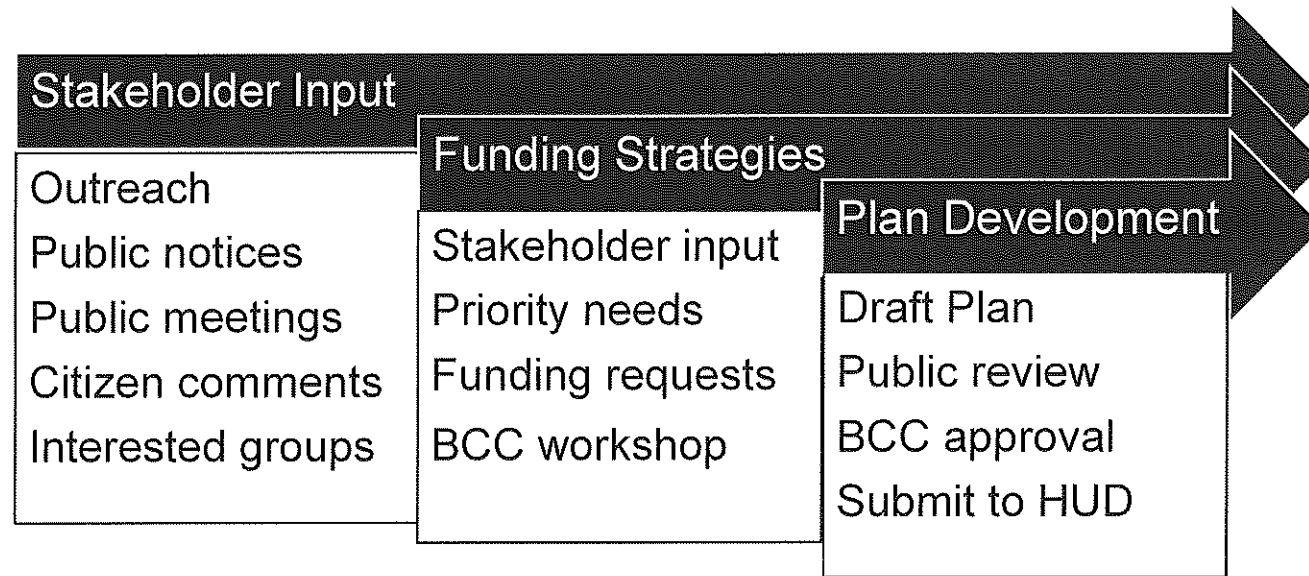 Stakeholder Input
Outreach
Public notices
Public meetings
Citizen comments
Interested groups
Funding Strategies
Stakeholder input
Priority needs
Funding requests
BCC workshop
Plan Development
Draft Plan
Public review
BCC approval
Submit to HUD